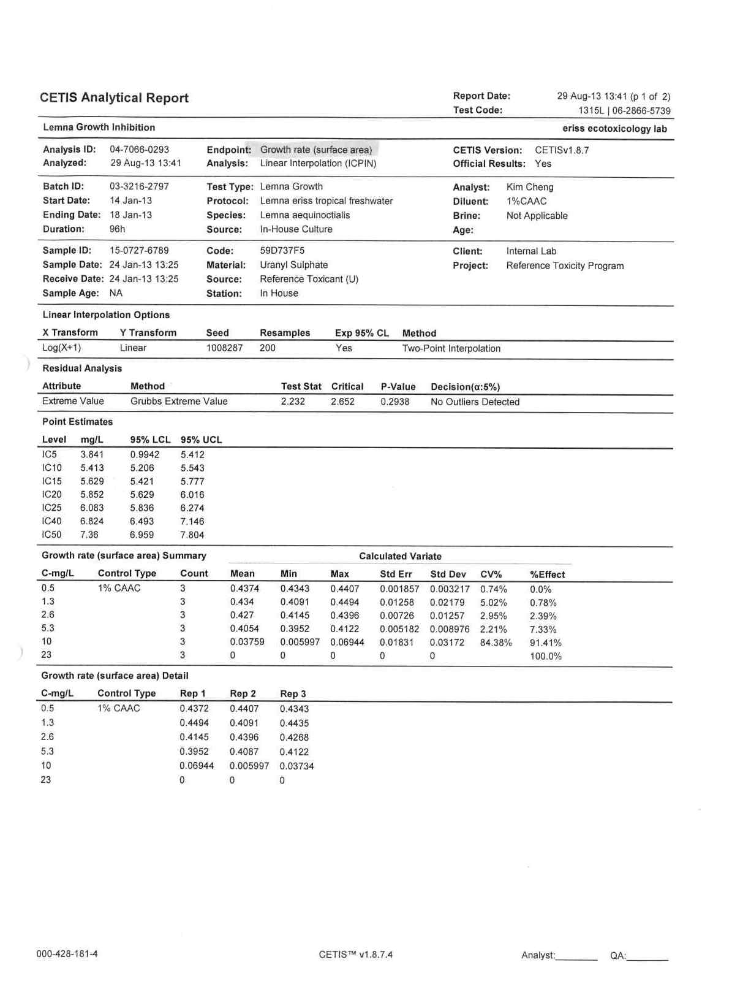 CETIS Analytical Report
Report Date: 29 Aug-13 13:41 (p 1 of 2)
Test Code: 1315L | 06-2866-5739
Lemna Growth Inhibition eriss ecotoxicology lab
Analysis ID: 04-7066-0293 Endpoint: Growth rate (surface area) CETIS Version: CETISv1.8.7
Analyzed: 29 Aug-13 13:41 Analysis: Linear Interpolation (ICPIN) Official Results: Yes
Batch ID: 03-3216-2797 Test Type: Lemna Growth Analyst: Kim Cheng
Start Date: 14 Jan-13 Protocol: Lemna eriss tropical freshwater Diluent: 1%CAAC
Ending Date: 18 Jan-13 Species: Lemna aequinoctialis Brine: Not Applicable
Duration: 96h Source: In-House Culture Age:
Sample ID: 15-0727-6789 Code: 59D737F5 Client: Internal Lab
Sample Date: 24 Jan-13 13:25 Material: Uranyl Sulphate Project: Reference Toxicity Program
Receive Date: 24 Jan-13 13:25 Source: Reference Toxicant (U)
Sample Age: NA Station: In House
Linear Interpolation Options
X Transform Y Transform Seed Resamples Exp 95% CL Method
Log(X+1) Linear 1008287 200 Yes Two-Point Interpolation
Residual Analysis
Attribute Method Test Stat Critical P-Value Decision(α:5%)
Extreme Value Grubbs Extreme Value 2.232 2.652 0.2938 No Outliers Detected
Point Estimates
Level mg/L 95% LCL 95% UCL
IC5 3.841 0.9942 5.412
IC10 5.413 5.206 5.543
IC15 5.629 5.421 5.777
IC20 5.852 5.629 6.016
IC25 6.083 5.836 6.274
IC40 6.824 6.493 7.146
IC50 7.36 6.959 7.804
Growth rate (surface area) Summary Calculated Variate
C-mg/L Control Type Count Mean Min Max Std Err Std Dev CV% %Effect
0.5 1% CAAC 3 0.4374 0.4343 0.4407 0.001857 0.003217 0.74% 0.0%
1.3 3 0.434 0.4091 0.4494 0.01258 0.02179 5.02% 0.78%
2.6 3 0.427 0.4145 0.4396 0.00726 0.01257 2.95% 2.39%
5.3 3 0.4054 0.3952 0.4122 0.005182 0.008976 2.21% 7.33%
10 3 0.03759 0.005997 0.06944 0.01831 0.03172 84.38% 91.41%
23 3 0 0 0 0 0 100.0%
Growth rate (surface area) Detail
C-mg/L Control Type Rep 1 Rep 2 Rep 3
0.5 1% CAAC 0.4372 0.4407 0.4343
1.3 0.4494 0.4091 0.4435
2.6 0.4145 0.4396 0.4268
5.3 0.3952 0.4087 0.4122
10 0.06944 0.005997 0.03734
23 0 0 0
000-428-181-4 CETIS™ v1.8.7.4 Analyst:________ QA:________